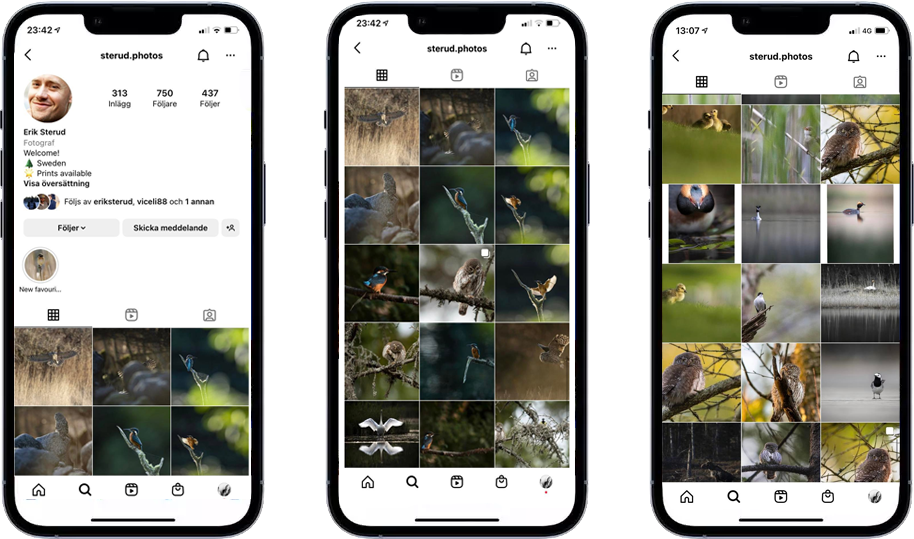 23:42
sterud.photos
313
750
437
Inlägg
Följare
Följer
Erik Sterud
Fotograf
Welcome!
Sweden
Prints available
Visa översättning
Följs av eriksterud, viceli88 och 1 annan
Följer
Skicka meddelande
New favouri...
23:42
sterud.photos
13:07
4G
sterud.photos